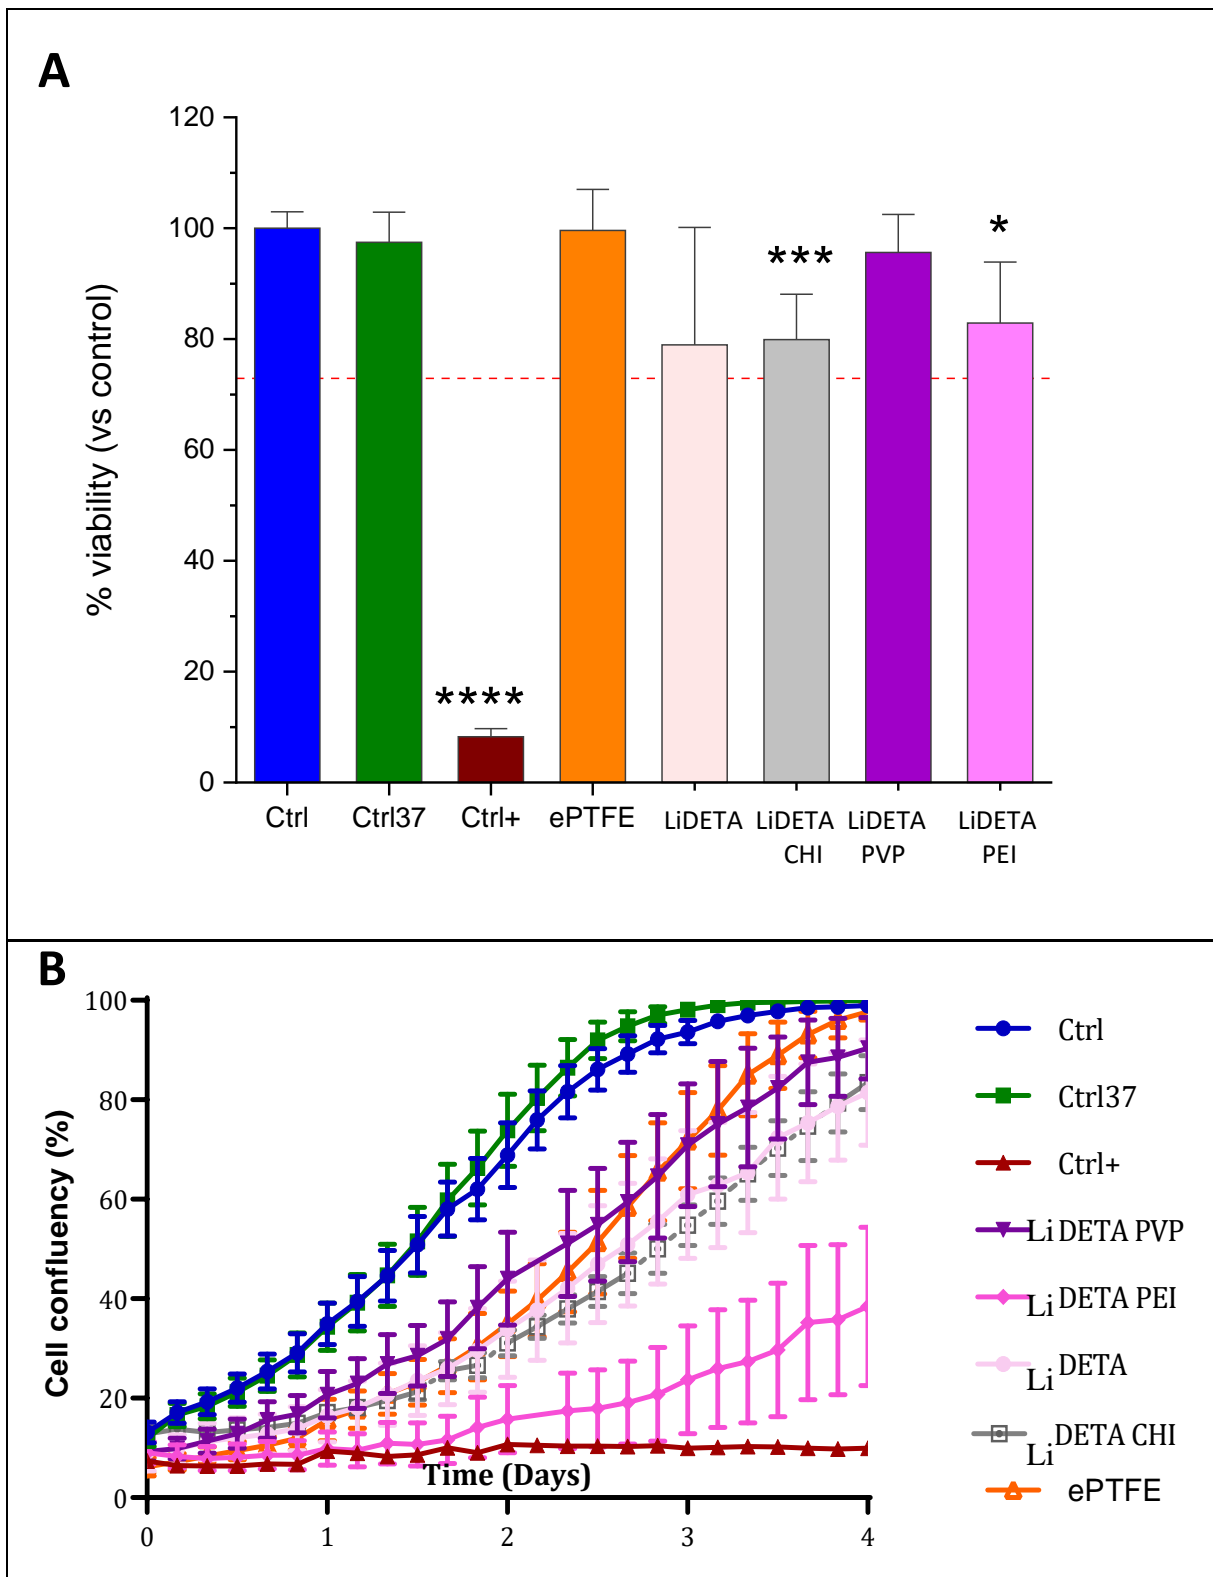 A
120
100
80
60
40
20
0
% viability (vs control)
****
***
*
Ctrl Ctrl37 Ctrl+ ePTFE LiDETA LiDETA LiDETA LiDETA
CHI PVP PEI
B
100
80
60
40
20
0
Cell confluency (%)
Time (Days)
0 1 2 3 4
Ctrl
Ctrl37
Ctrl+
Li DETA PVP
Li DETA PEI
Li DETA
Li DETA CHI
ePTFE